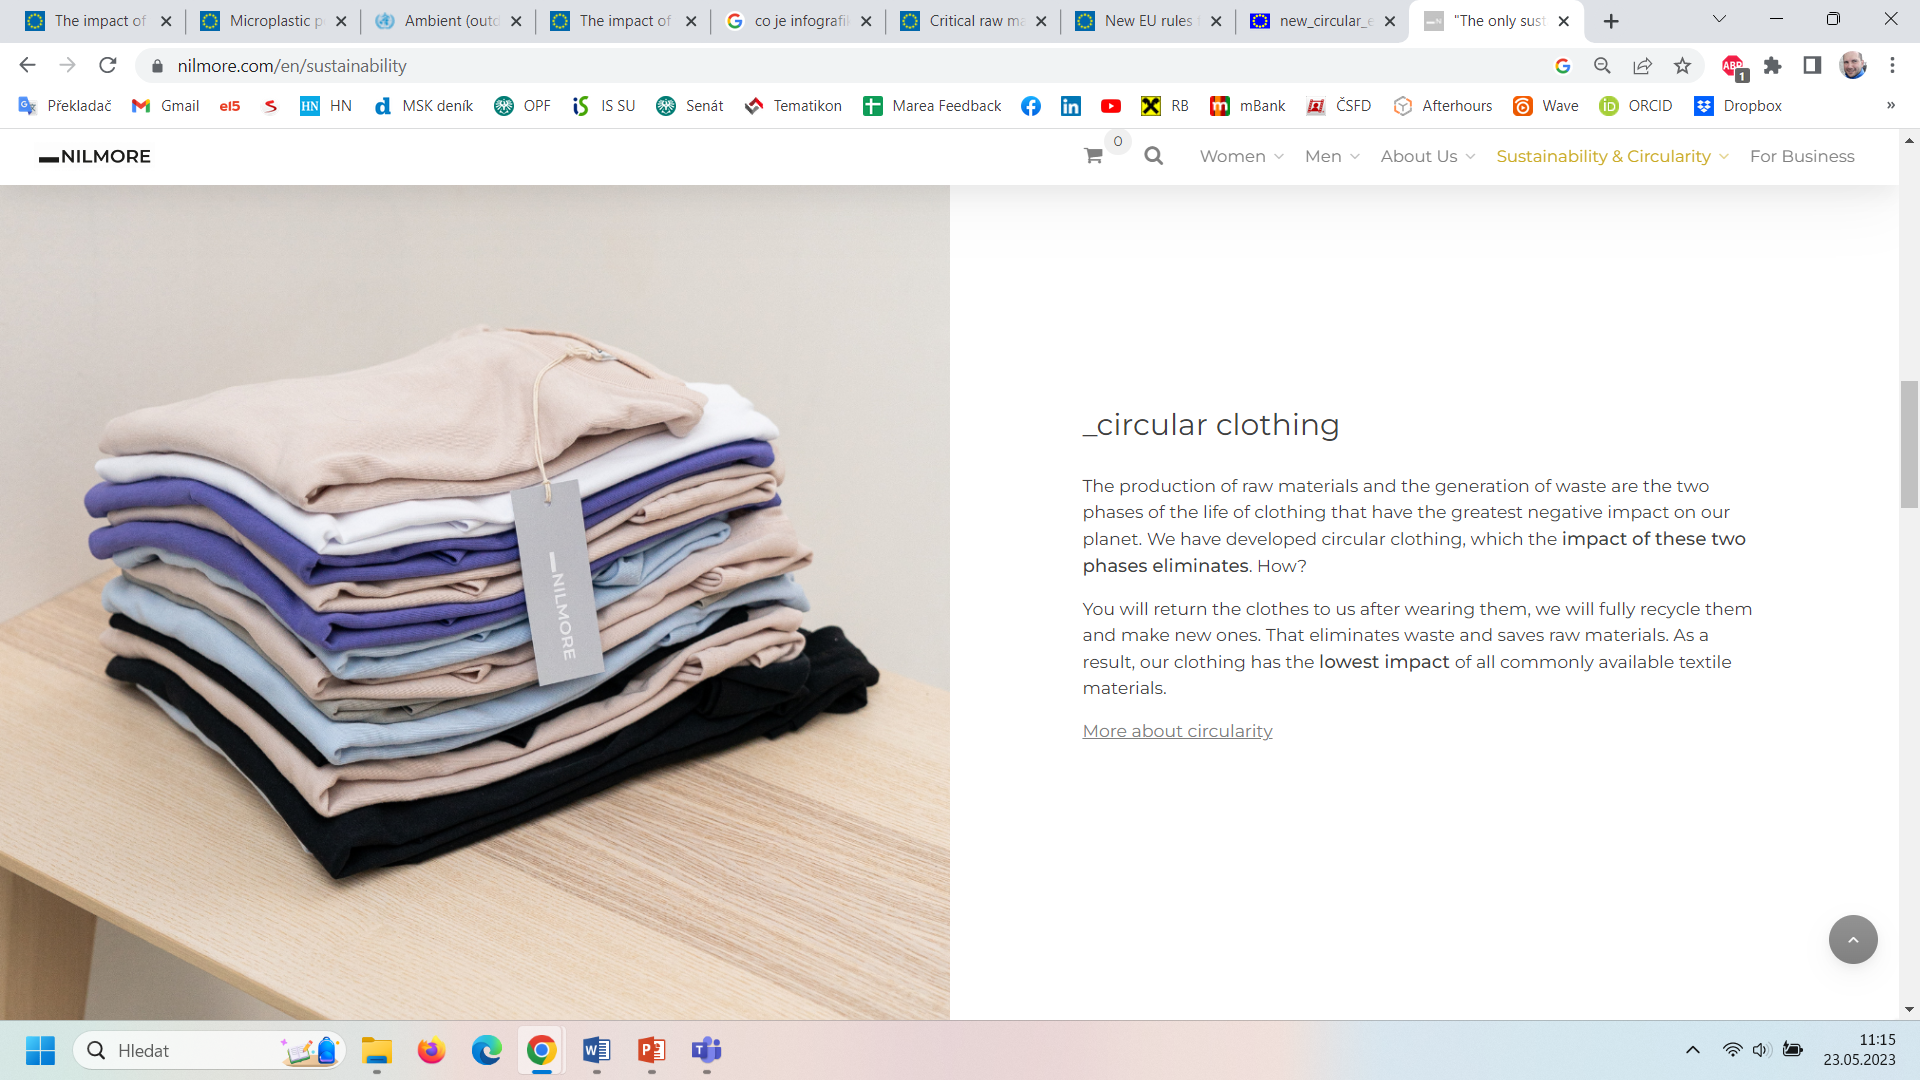 The impact of
Microplastic p
Ambient (outd
The impact of
co je infografik
Critical raw ma
New EU rules
new_circular_e
"The only sust
nilmore.com/en/sustainability
ABP
1
Překladač
Gmail
el5
HN
MSK deník
OPF
IS SU
Senát
Tematikon
Marea Feedback
RB
mBank
ČSFD
Afterhours
Wave
ORCID
Dropbox
»
NILMORE
0
Women
Men
About Us
Sustainability & Circularity
For Business
NILMORE
_circular clothing
The production of raw materials and the generation of waste are the two
phases of the life of clothing that have the greatest negative impact on our
planet. We have developed circular clothing, which the impact of these two
phases eliminates. How?
You will return the clothes to us after wearing them, we will fully recycle them
and make new ones. That eliminates waste and saves raw materials. As a
result, our clothing has the lowest impact of all commonly available textile
materials.
More about circularity
Hledat
11:15
23.05.2023